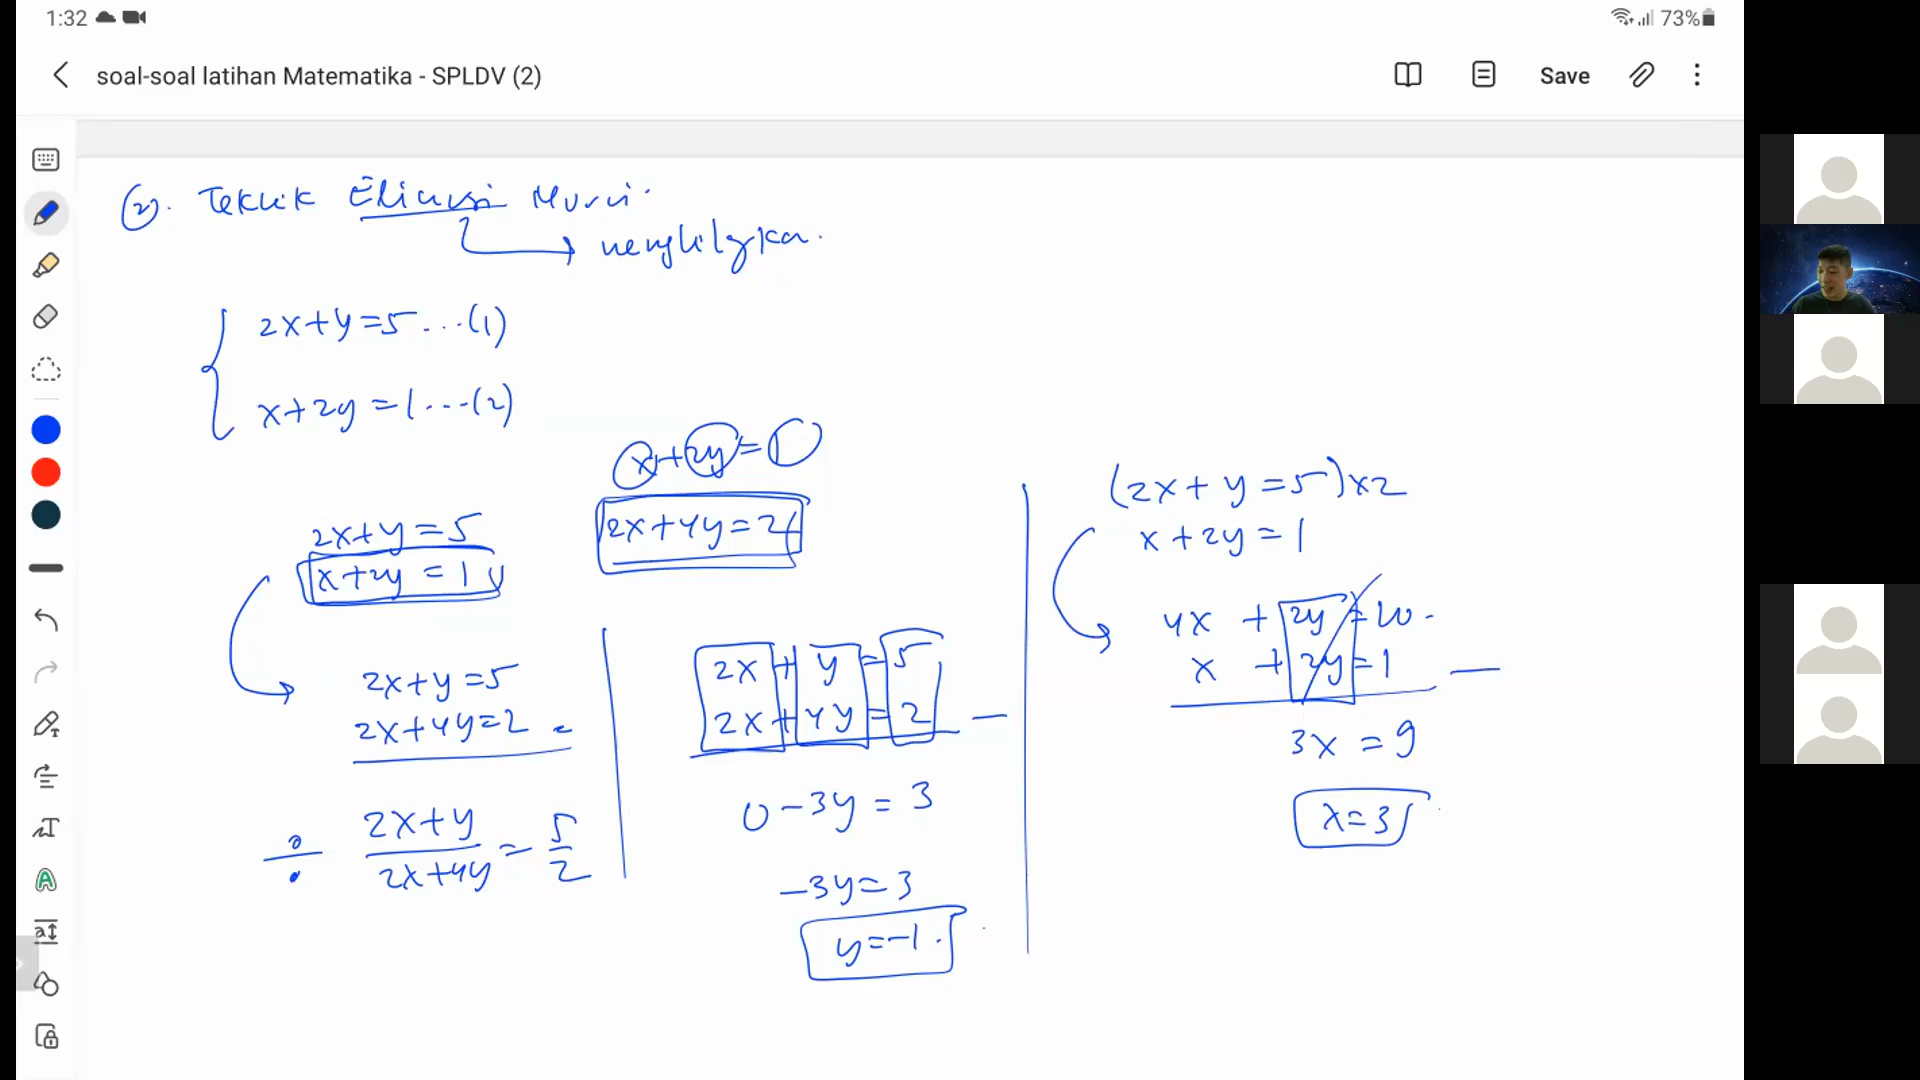 1:32
73%
soal-soal latihan Matematika - SPLDV (2)
Save
(2). Teknik Eliminasi Murni.
menghilangkan.
2x+y=5...(1)
x+2y=1...(2)
x+2y=1
2x+4y=2
2x+y=5
x+2y=1
2x+y=5
2x+4y=2
÷ 2x+y / 2x+4y = 5/2
2x+y=5
2x+4y=2 —
0-3y=3
-3y=3
y=-1.
(2x+y=5)x2
x+2y=1
4x+2y=10.
x+2y=1 —
3x=9
x=3